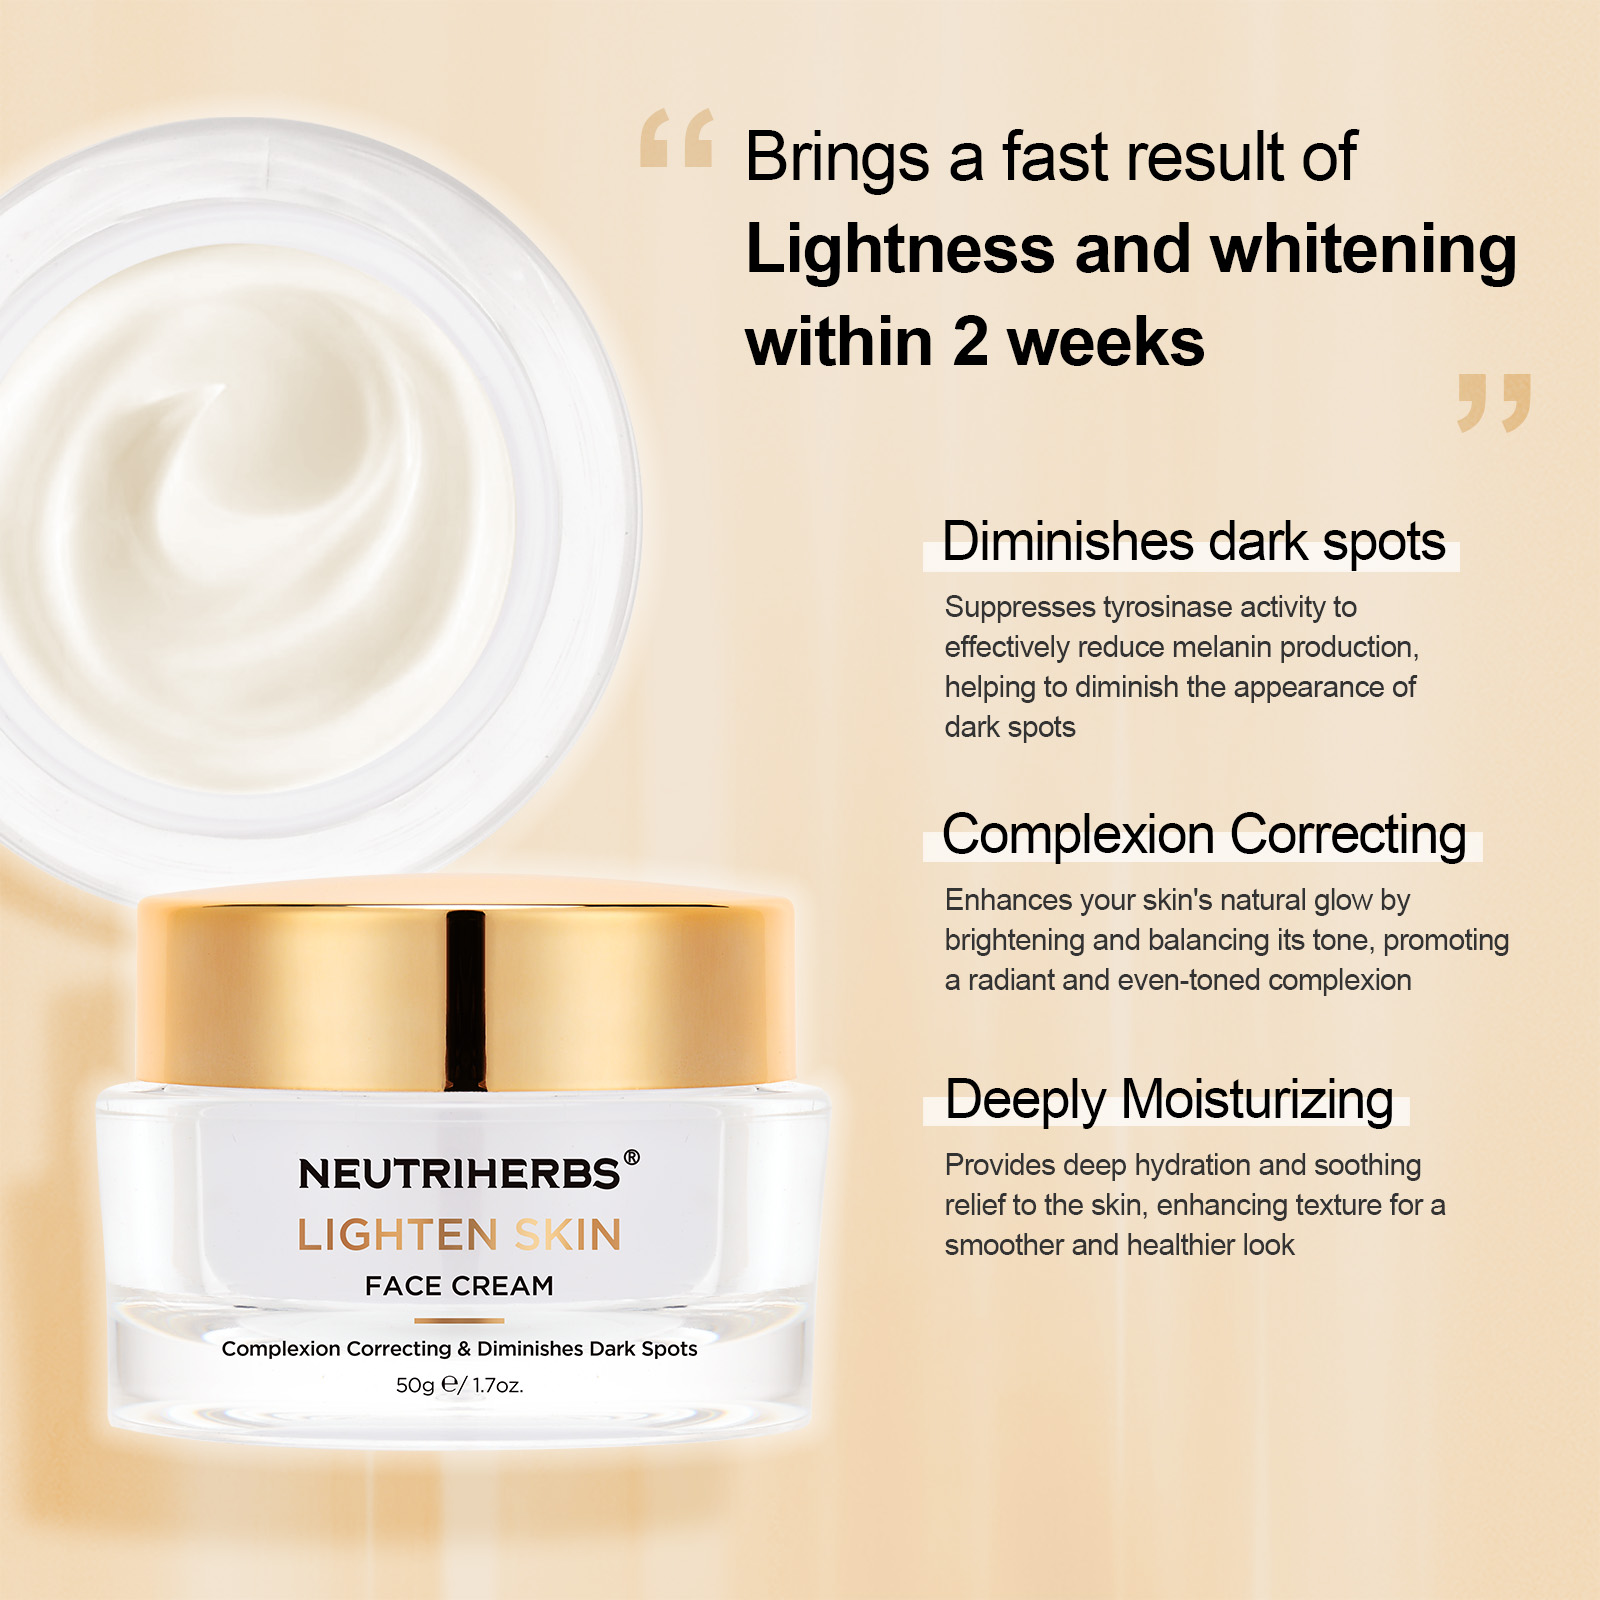 “ Brings a fast result of
Lightness and whitening
within 2 weeks ”
Diminishes dark spots
Suppresses tyrosinase activity to
effectively reduce melanin production,
helping to diminish the appearance of
dark spots
Complexion Correcting
Enhances your skin's natural glow by
brightening and balancing its tone, promoting
a radiant and even-toned complexion
Deeply Moisturizing
Provides deep hydration and soothing
relief to the skin, enhancing texture for a
smoother and healthier look
NEUTRIHERBS®
LIGHTEN SKIN
FACE CREAM
Complexion Correcting & Diminishes Dark Spots
50g ℮/ 1.7oz.